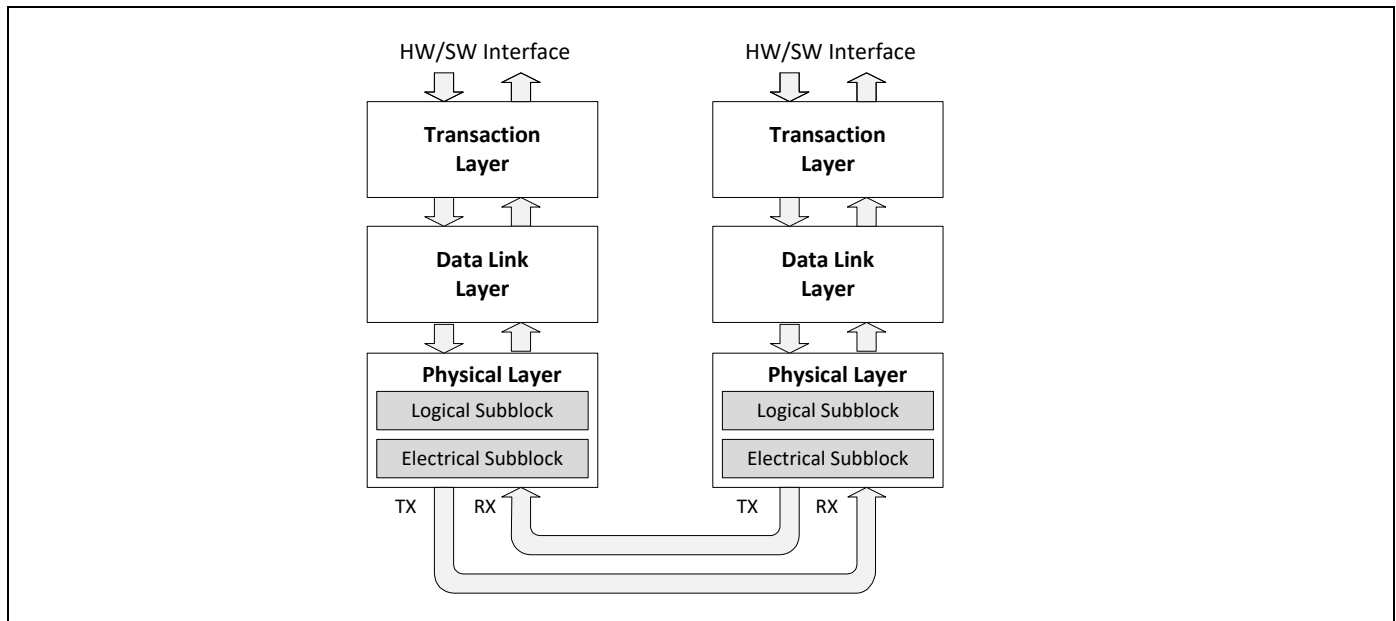 HW/SW Interface
Transaction
Layer
Data Link
Layer
Physical Layer
Logical Subblock
Electrical Subblock
TX
RX
HW/SW Interface
Transaction
Layer
Data Link
Layer
Physical Layer
Logical Subblock
Electrical Subblock
TX
RX